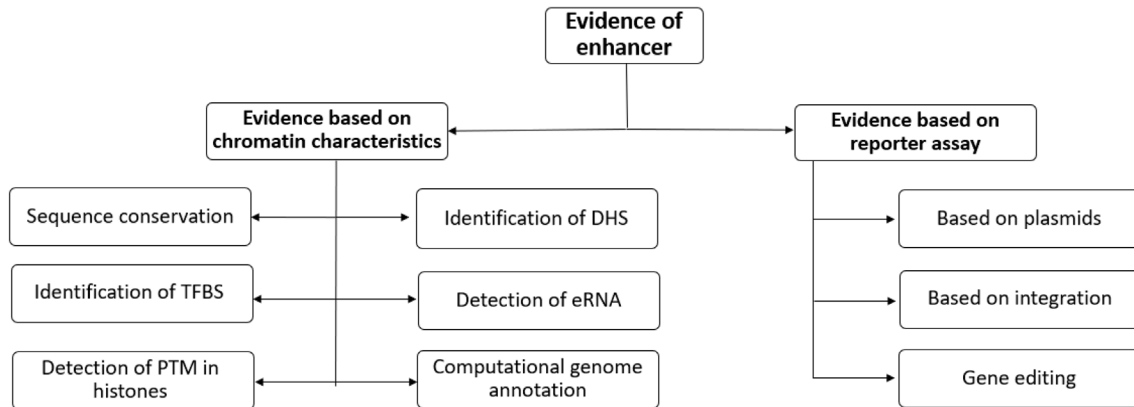 Evidence of
enhancer
Evidence based on
chromatin characteristics
Evidence based on
reporter assay
Sequence conservation
Identification of DHS
Based on plasmids
Identification of TFBS
Detection of eRNA
Based on integration
Detection of PTM in
histones
Computational genome
annotation
Gene editing